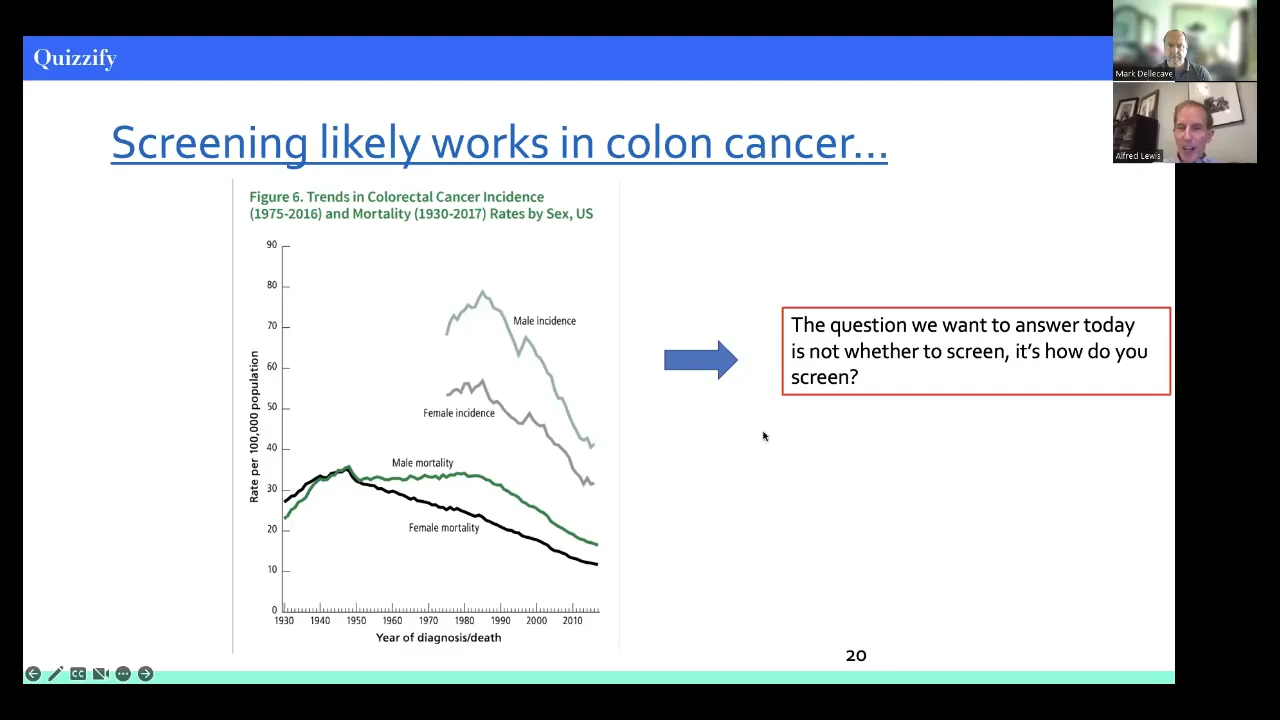 Quizzify
Mark Dellecave
Alfred Lewis
Screening likely works in colon cancer...
Figure 6. Trends in Colorectal Cancer Incidence
(1975-2016) and Mortality (1930-2017) Rates by Sex, US
90
80
70
60
50
40
30
20
10
0
Rate per 100,000 population
Male incidence
Female incidence
Male mortality
Female mortality
1930 1940 1950 1960 1970 1980 1990 2000 2010
Year of diagnosis/death
The question we want to answer today
is not whether to screen, it's how do you
screen?
20
CC